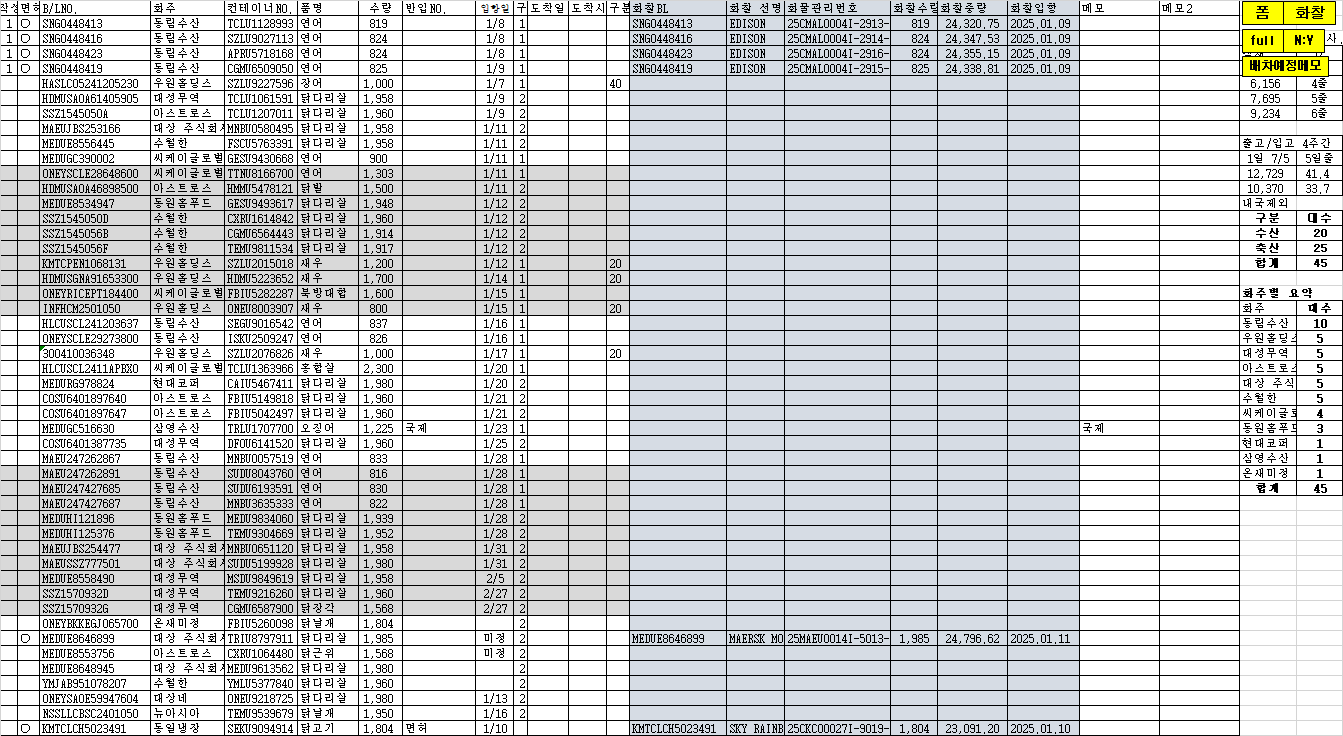 작성 면허 B/LNO. 화주 컨테이너NO. 품명 수량 반입NO. 입항일 구 도착일 도착시 구분 화찰BL 화찰 선명 화물관리번호 화찰수량 화찰중량 화찰입항 메모 메모2 폼 화찰
1 ○ SNGO448413 동림수산 TCLU1128993 연어 819 1/8 1 SNGO448413 EDISON 25CMAL0004I-2913- 819 24,320.75 2025.01.09
1 ○ SNGO448416 동림수산 SZLU9027113 연어 824 1/8 1 SNGO448416 EDISON 25CMAL0004I-2914- 824 24,347.53 2025.01.09 full N:Y 사.
1 ○ SNGO448423 동림수산 APRU5718168 연어 824 1/8 1 SNGO448423 EDISON 25CMAL0004I-2916- 824 24,355.15 2025.01.09
1 ○ SNGO448419 동림수산 CGMU6509050 연어 825 1/9 1 SNGO448419 EDISON 25CMAL0004I-2915- 825 24,338.81 2025.01.09 배차예정메모
HASLC05241205230 우원홀딩스 SZLU9227596 장어 1,000 1/7 1 40 6,156 4줄
HDMUSAOA61405905 대성무역 TCLU1061591 닭다리살 1,958 1/9 2 7,695 5줄
SSZ1545050A 아스트로스 TCLU1207011 닭다리살 1,960 1/9 2 9,234 6줄
MAEUJBS253166 대상 주식회사 MNBU0580495 닭다리살 1,958 1/11 2
MEDUE8556445 수월한 FSCU5763391 닭다리살 1,958 1/11 1 출고/입고 4주간
MEDUGC390002 씨케이글로벌 GESU9430668 연어 900 1/11 1 1일 7/5 5일줄
ONEYSCLE28648600 씨케이글로벌 TTNU8166700 연어 1,303 1/11 1 12,729 41.4
HDMUSAOA46898500 아스트로스 HMMU5478121 닭발 1,500 1/11 2 10,370 33.7
MEDUE8534947 동원홈푸드 GESU9493617 닭다리살 1,948 1/12 2 내국제외
SSZ1545050D 수월한 CXRU1614842 닭다리살 1,960 1/12 2 구분 대수
SSZ1545056B 수월한 CGMU6564443 닭다리살 1,914 1/12 2 수산 20
SSZ1545056F 수월한 TEMU9811534 닭다리살 1,917 1/12 2 축산 25
KMTCPEN1068131 우원홀딩스 SZLU2015018 새우 1,200 1/12 1 20 합계 45
HDMUSGNA91653300 우원홀딩스 HDMU5223652 새우 1,700 1/14 1 20
ONEYRICEPT184400 씨케이글로벌 FBIU5282287 북방대합 1,600 1/15 1 화주별 요약
INFHCM2501050 우원홀딩스 ONEU8003907 새우 800 1/15 1 20 화주 대수
HLCUSCL241203637 동림수산 SEGU9016542 연어 837 1/16 1 동림수산 10
ONEYSCLE29273800 동림수산 ISKU2509247 연어 826 1/16 1 우원홀딩스 5
300410036348 우원홀딩스 SZLU2076826 새우 1,000 1/17 1 20 대성무역 5
HLCUSCL2411APBX0 씨케이글로벌 TCLU1363966 홍합살 2,300 1/20 1 아스트로스 5
MEDURG978824 현대코퍼 CAIU5467411 닭다리살 1,980 1/20 2 대상 주식 5
COSU6401897640 아스트로스 FBIU5149818 닭다리살 1,960 1/21 2 수월한 5
COSU6401897647 아스트로스 FBIU5042497 닭다리살 1,960 1/21 2 씨케이글로 4
MEDUGC516630 삼영수산 TRLU1707700 오징어 1,225 국제 1/23 1 국제 동원홈푸드 3
COSU6401387735 대성무역 DFOU6141520 닭다리살 1,960 1/25 2 현대코퍼 1
MAEU247262867 동림수산 MNBU0057519 연어 833 1/28 1 삼영수산 1
MAEU247262891 동림수산 SUDU8043760 연어 816 1/28 1 온새미정 1
MAEU247427685 동림수산 SUDU6193591 연어 830 1/28 1 합계 45
MAEU247427687 동림수산 MNBU3635333 연어 822 1/28 1
MEDUHI121896 동원홈푸드 MEDU9834060 닭다리살 1,939 1/28 2
MEDUHI125376 동원홈푸드 TEMU9304669 닭다리살 1,952 1/28 2
MAEUJBS254477 대상 주식회사 MNBU0651120 닭다리살 1,958 1/31 2
MAEUSSZ777501 대상 주식회사 SUDU5199928 닭다리살 1,980 1/31 2
MEDUE8558490 대성무역 MSDU9849619 닭다리살 1,958 2/5 2
SSZ1570932D 대성무역 TEMU9216260 닭다리살 1,960 2/27 2
SSZ1570932G 대성무역 CGMU6587900 닭장각 1,568 2/27 2
ONEYBKKEGJ065700 온새미정 FBIU5260098 닭날개 1,804 2
○ MEDUE8646899 대상 주식회사 TRIU8797911 닭다리살 1,985 미정 2 MEDUE8646899 MAERSK MO 25MAEU0014I-5013- 1,985 24,796.62 2025.01.11
MEDUE8553756 아스트로스 CXRU1064480 닭근위 1,568 미정 2
MEDUE8648945 대상 주식회사 MEDU9613562 닭다리살 1,980 2
YMJAB951078207 수월한 YMLU5377840 닭다리살 1,960 2
ONEYSAOE59947604 대상네 ONEU9218725 닭다리살 1,980 1/13 2
NSSLLCBSC2401050 뉴아시아 TEMU9539679 닭날개 1,950 1/16 2
○ KMTCLCH5023491 동일냉장 SEKU9094914 닭고기 1,804 면허 1/10 2 KMTCLCH5023491 SKY RAINB 25CKC00027I-9019- 1,804 23,091.20 2025.01.10